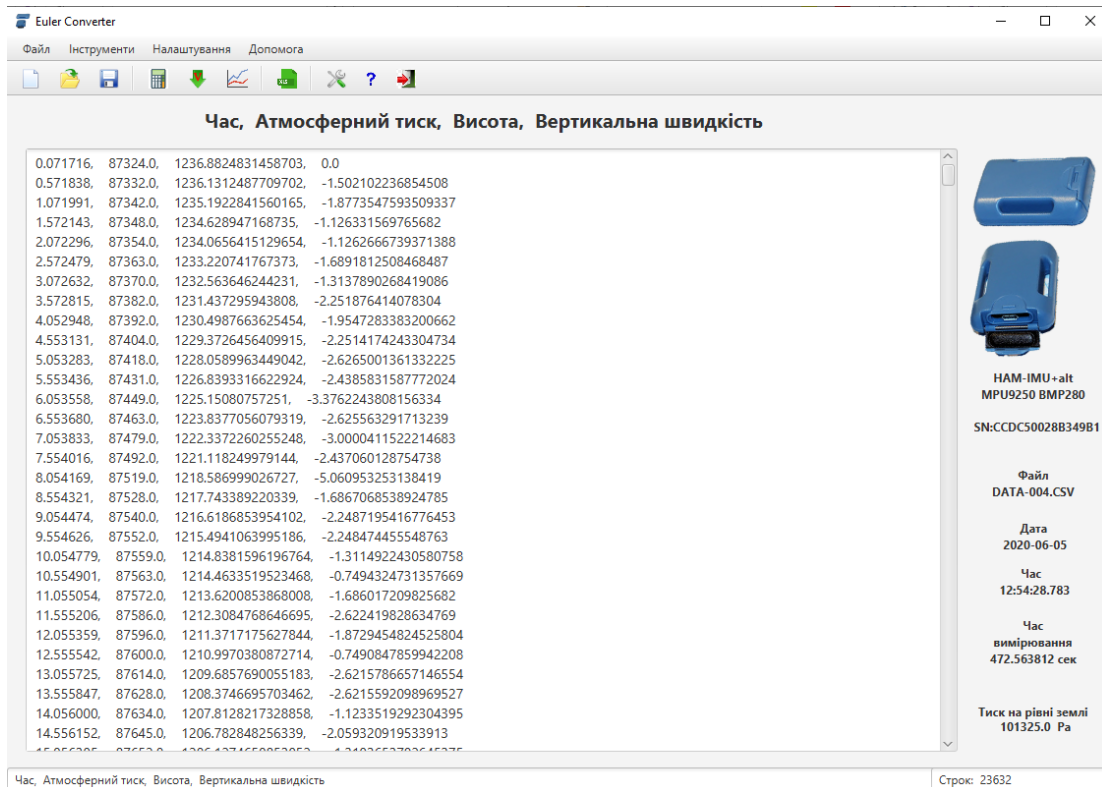 Euler Converter
Файл Інструменти Налаштування Допомога
Час, Атмосферний тиск, Висота, Вертикальна швидкість
0.071716, 87324.0, 1236.8824831458703, 0.0
0.571838, 87332.0, 1236.1312487709702, -1.502102236854508
1.071991, 87342.0, 1235.1922841560165, -1.8773547593509337
1.572143, 87348.0, 1234.628947168735, -1.126331569765682
2.072296, 87354.0, 1234.0656415129654, -1.1262666739371388
2.572479, 87363.0, 1233.220741767373, -1.6891812508468487
3.072632, 87370.0, 1232.563646244231, -1.3137890268419086
3.572815, 87382.0, 1231.437295943808, -2.251876414078304
4.052948, 87392.0, 1230.4987663625454, -1.9547283383200662
4.553131, 87404.0, 1229.3726456409915, -2.2514174243304734
5.053283, 87418.0, 1228.0589963449042, -2.6265001361332225
5.553436, 87431.0, 1226.8393316622924, -2.4385831587772024
6.053558, 87449.0, 1225.15080757251, -3.3762243808156334
6.553680, 87463.0, 1223.8377056079319, -2.625563291713239
7.053833, 87479.0, 1222.3372260255248, -3.0000411522214683
7.554016, 87492.0, 1221.118249979144, -2.437060128754738
8.054169, 87519.0, 1218.586999026727, -5.060953253138419
8.554321, 87528.0, 1217.743389220339, -1.6867068538924785
9.054474, 87540.0, 1216.6186853954102, -2.2487195416776453
9.554626, 87552.0, 1215.4941063995186, -2.248474455548763
10.054779, 87559.0, 1214.8381596196764, -1.3114922430580758
10.554901, 87563.0, 1214.4633519523468, -0.7494324731357669
11.055054, 87572.0, 1213.6200853868008, -1.686017209825682
11.555206, 87586.0, 1212.3084768646695, -2.622419828634769
12.055359, 87596.0, 1211.3717175627844, -1.8729454824525804
12.555542, 87600.0, 1210.9970380872714, -0.7490847859942208
13.055725, 87614.0, 1209.6857690055183, -2.6215786657146554
13.555847, 87628.0, 1208.3746695703462, -2.6215592098969527
14.056000, 87634.0, 1207.8128217328858, -1.1233519292304395
14.556152, 87645.0, 1206.782848256339, -2.059320919533913
HAM-IMU+alt
MPU9250 BMP280
SN:CCDC50028B349B1
Файл
DATA-004.CSV
Дата
2020-06-05
Час
12:54:28.783
Час
вимірювання
472.563812 сек
Тиск на рівні землі
101325.0 Pa
Час, Атмосферний тиск, Висота, Вертикальна швидкість
Строк: 23632